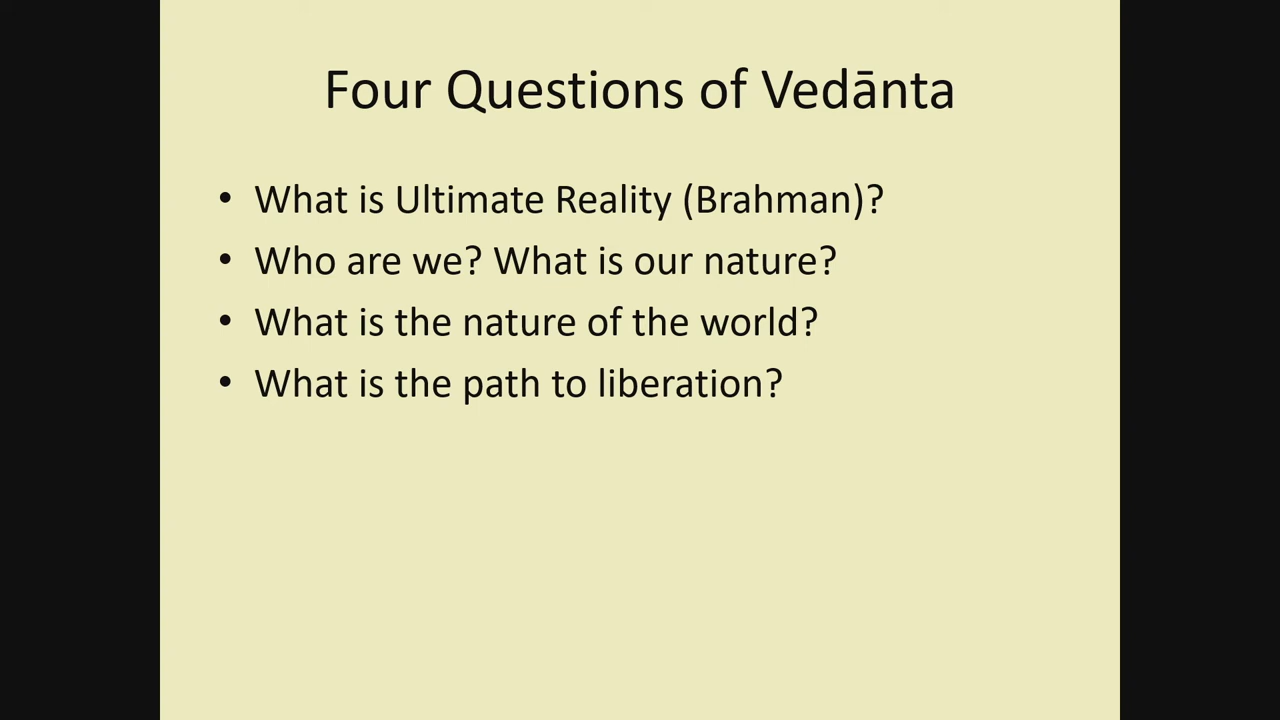 Four Questions of Vedānta
• What is Ultimate Reality (Brahman)?
• Who are we? What is our nature?
• What is the nature of the world?
• What is the path to liberation?